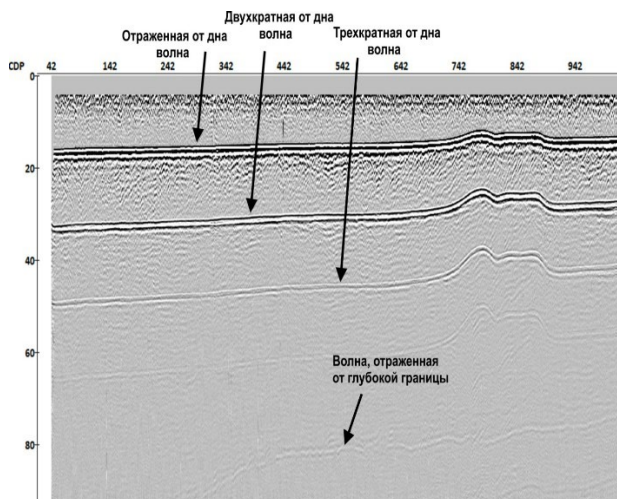 Двухкратная от дна
волна
Отраженная от дна
волна
Трехкратная от дна
волна
CDP 42 142 242 342 442 542 642 742 842 942
0
20
40
60
80
Волна, отраженная
от глубокой границы